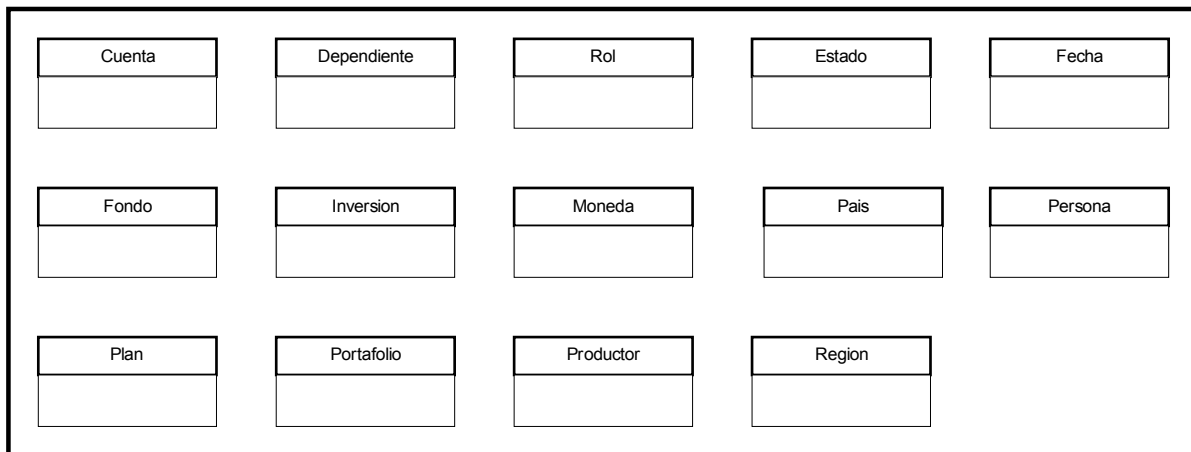 Cuenta
Dependiente
Rol
Estado
Fecha
Fondo
Inversion
Moneda
Pais
Persona
Plan
Portafolio
Productor
Region